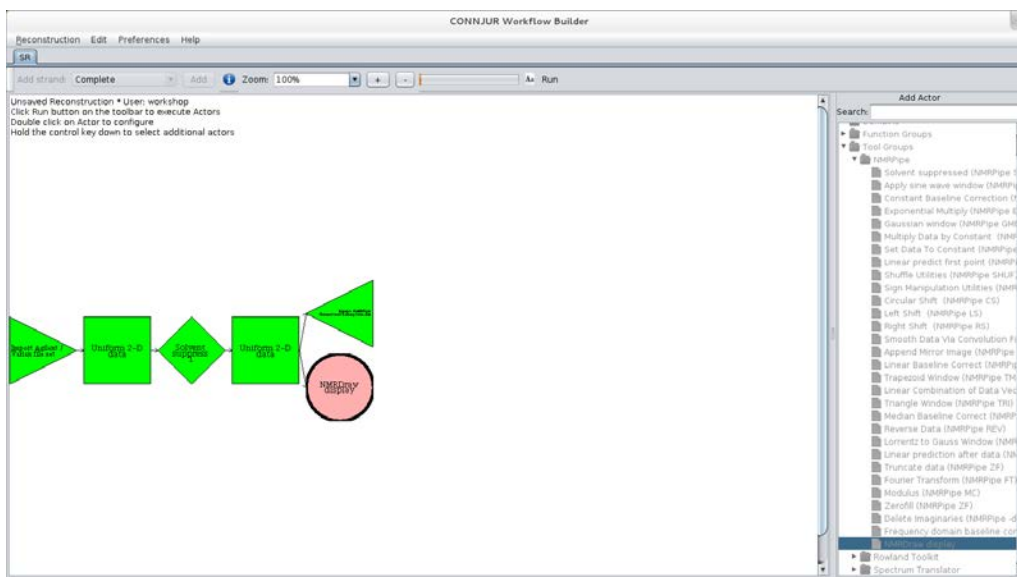 CONNJUR Workflow Builder
Reconstruction Edit Preferences Help
SR
Add strand: Complete Add Zoom: 100% + - Aa Run
Unsaved Reconstruction * User: workshop
Click Run button on the toolbar to execute Actors
Double click on Actor to configure
Hold the control key down to select additional actors
Uniform 2-D
data
Solvent
suppress
Uniform 2-D
data
NMRDraw
display
Add Actor
Search:
Function Groups
Tool Groups
NMRPipe
Solvent suppressed (NMRPipe S
Apply sine wave window (NMRPi
Constant Baseline Correction (N
Exponential Multiply (NMRPipe E
Gaussian window (NMRPipe GMB
Multiply Data by Constant (NMR
Set Data To Constant (NMRPipe
Linear predict first point (NMRPi
Shuffle Utilities (NMRPipe SHUF)
Sign Manipulation Utilities (NMR
Circular Shift (NMRPipe CS)
Left Shift (NMRPipe LS)
Right Shift (NMRPipe RS)
Smooth Data Via Convolution Fi
Append Mirror Image (NMRPipe
Linear Baseline Correct (NMRPip
Trapezoid Window (NMRPipe TM
Linear Combination of Data Vec
Triangle Window (NMRPipe TRI)
Median Baseline Correct (NMRP
Reverse Data (NMRPipe REV)
Lorrentz to Gauss Window (NMR
Linear prediction after data (NM
Truncate data (NMRPipe ZF)
Fourier Transform (NMRPipe FT)
Modulus (NMRPipe MC)
Zerofill (NMRPipe ZF)
Delete Imaginaries (NMRPipe -d
Frequency domain baseline cor
NMRDraw display
Rowland Toolkit
Spectrum Translator